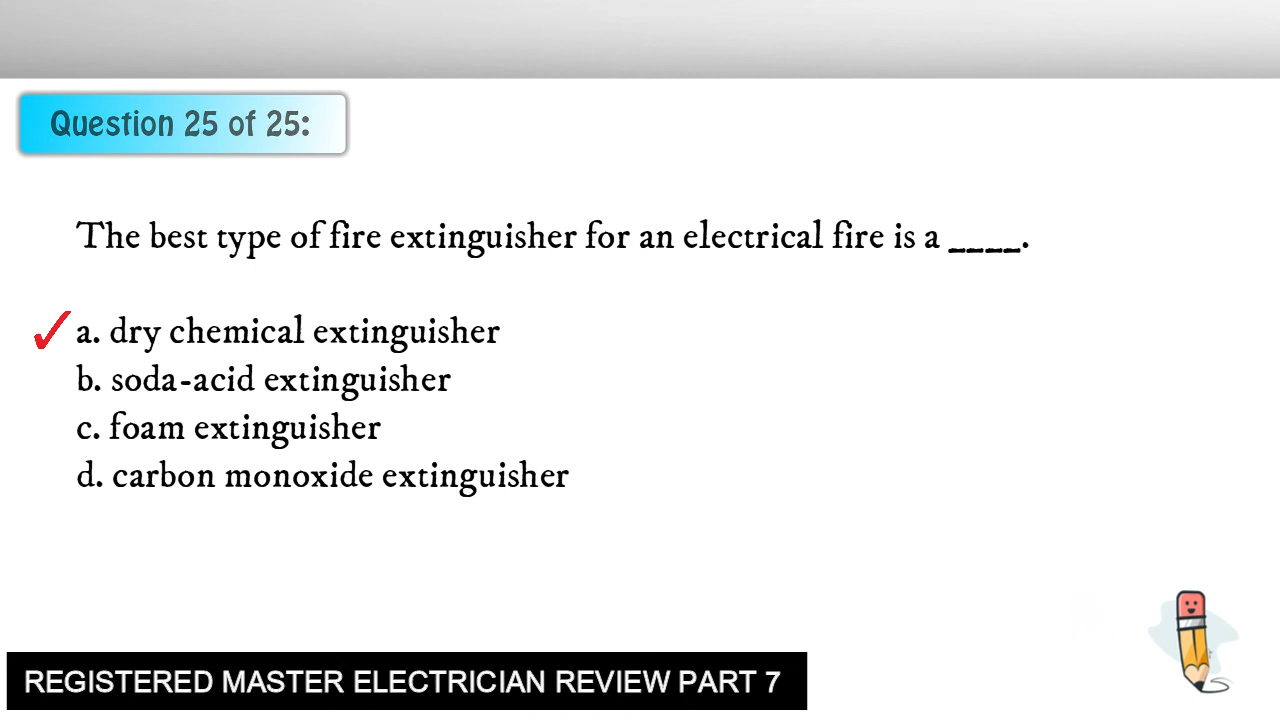 Question 25 of 25:
The best type of fire extinguisher for an electrical fire is a ____.
a. dry chemical extinguisher
b. soda-acid extinguisher
c. foam extinguisher
d. carbon monoxide extinguisher
REGISTERED MASTER ELECTRICIAN REVIEW PART 7